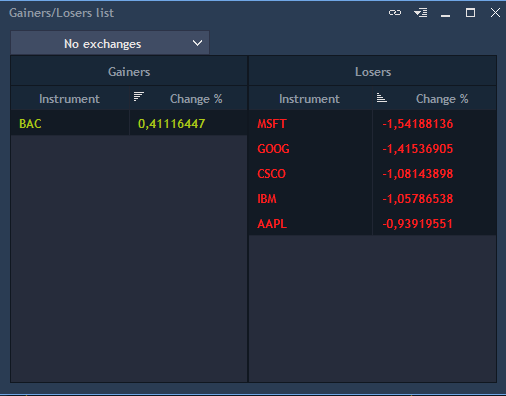 Gainers/Losers list
No exchanges
Gainers Losers
Instrument Change % Instrument Change %
BAC 0,41116447 MSFT -1,54188136
GOOG -1,41536905
CSCO -1,08143898
IBM -1,05786538
AAPL -0,93919551